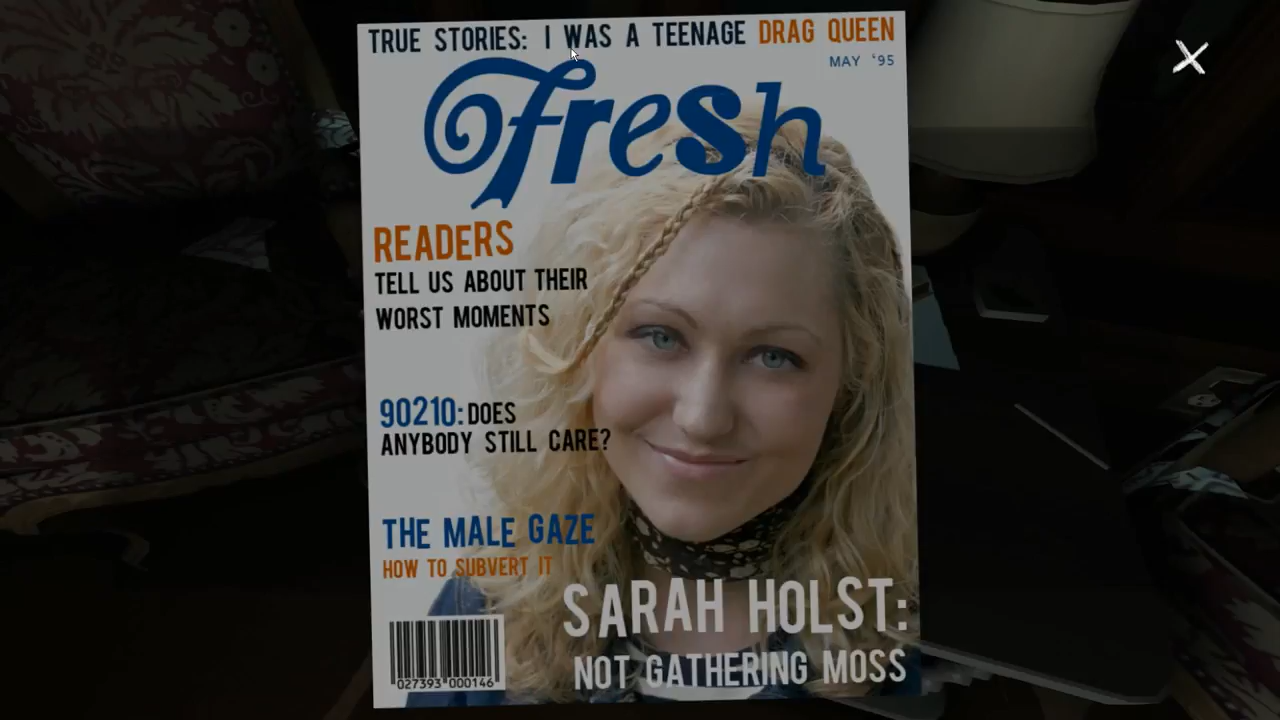 TRUE STORIES: I WAS A TEENAGE DRAG QUEEN
MAY '95
Fresh
READERS
TELL US ABOUT THEIR
WORST MOMENTS
90210: DOES
ANYBODY STILL CARE?
THE MALE GAZE
HOW TO SUBVERT IT
SARAH HOLST:
NOT GATHERING MOSS
027393 000146